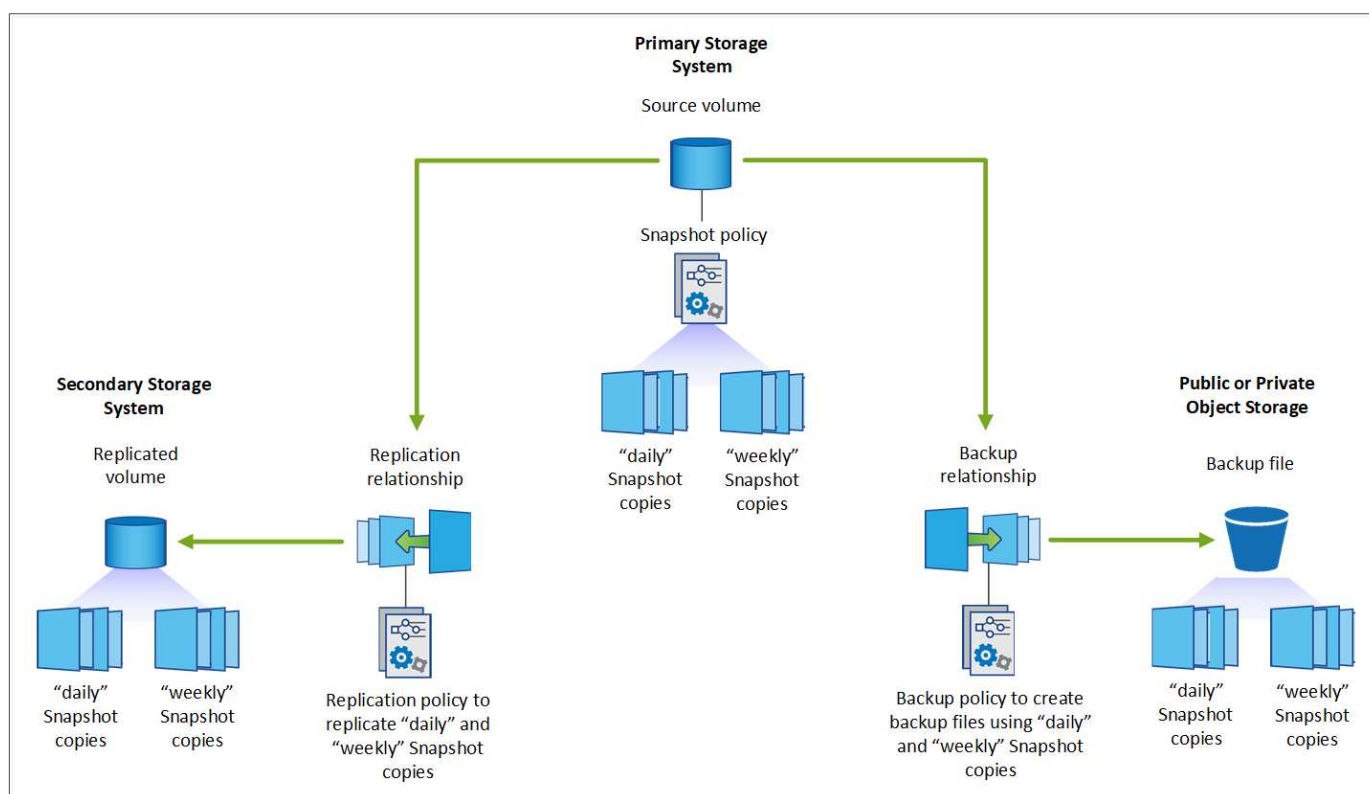 Primary Storage
System
Source volume
Snapshot policy
“daily”
Snapshot
copies
“weekly”
Snapshot
copies
Secondary Storage
System
Replicated
volume
“daily”
Snapshot
copies
“weekly”
Snapshot
copies
Replication
relationship
Replication policy to
replicate “daily” and
“weekly” Snapshot
copies
Backup
relationship
Backup policy to create
backup files using “daily”
and “weekly” Snapshot
copies
Public or Private
Object Storage
Backup file
“daily”
Snapshot
copies
“weekly”
Snapshot
copies